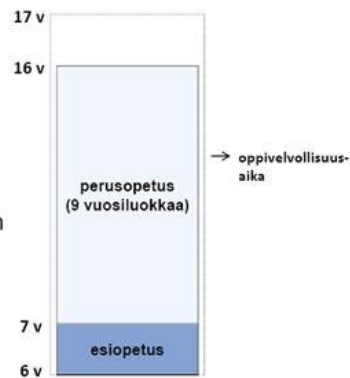 17 v
16 v
→ oppivelvollisuus-
aika
perusopetus
(9 vuosiluokkaa)
n
7 v
esiopetus
6 v